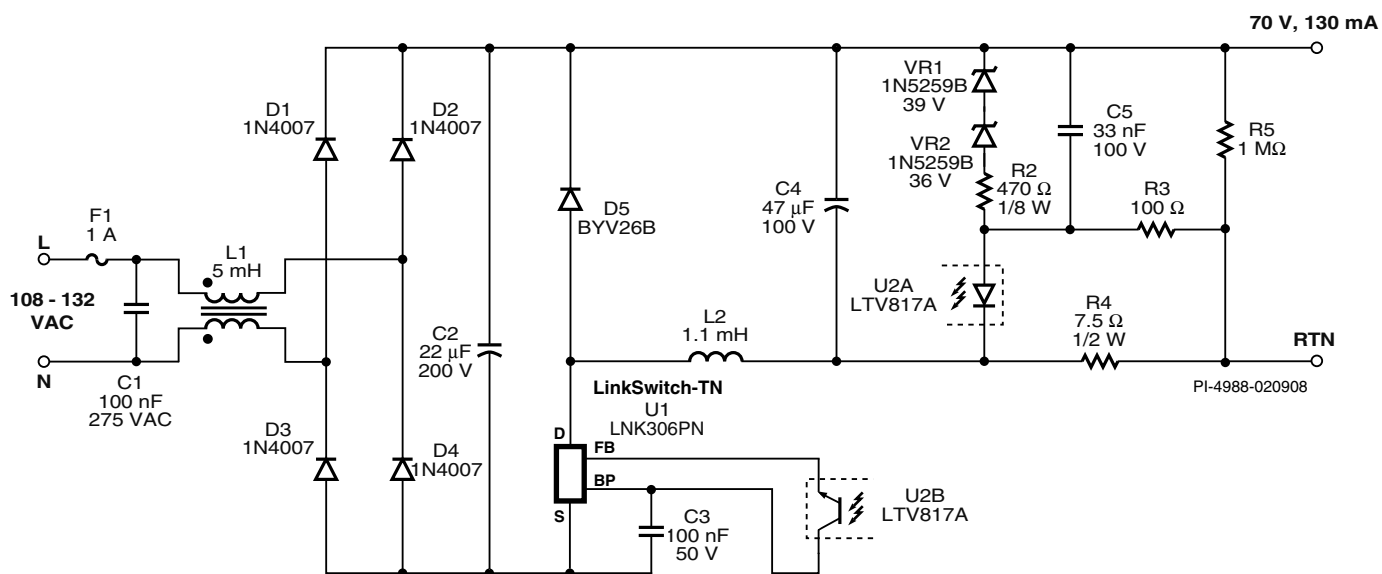 70 V, 130 mA
VR1
1N5259B
39 V
D1
1N4007
D2
1N4007
C5
33 nF
100 V
R5
1 MΩ
VR2
1N5259B
36 V
R2
470 Ω
1/8 W
R3
100 Ω
C4
47 μF
100 V
D5
BYV26B
F1
1 A
L
L1
5 mH
108 - 132
VAC
U2A
LTV817A
R4
7.5 Ω
1/2 W
L2
1.1 mH
C2
22 μF
200 V
RTN
N
C1
100 nF
275 VAC
PI-4988-020908
LinkSwitch-TN
U1
LNK306PN
D3
1N4007
D4
1N4007
D
FB
BP
S
U2B
LTV817A
C3
100 nF
50 V